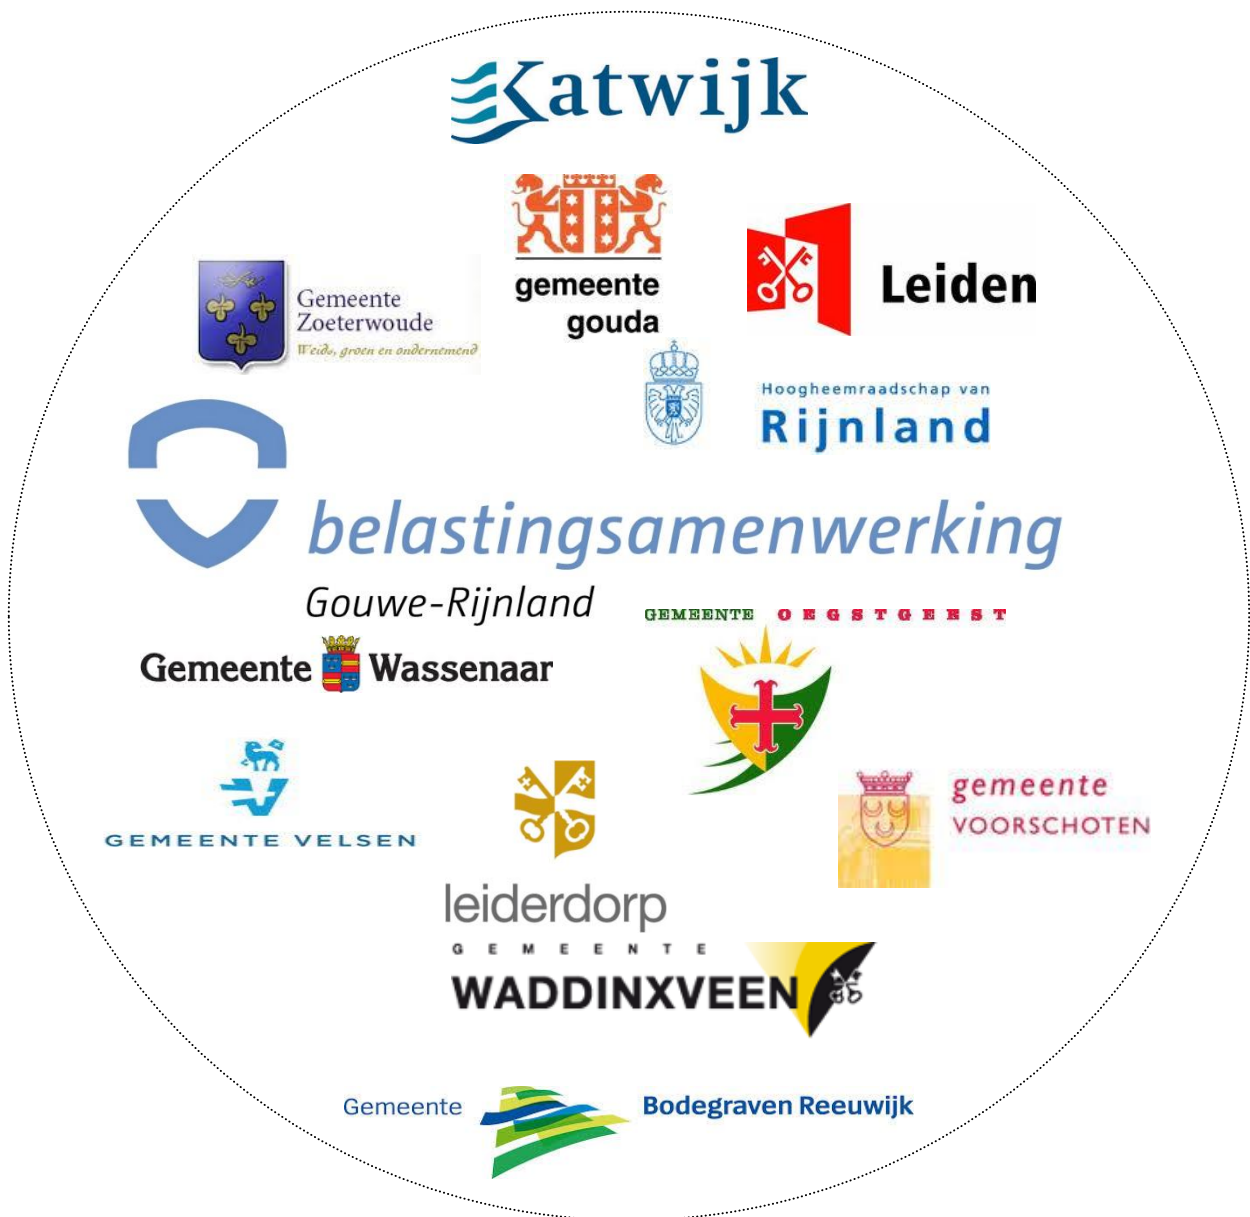 Katwijk
gemeente
gouda
Leiden
Gemeente
Zoeterwoude
Weids, groen en ondernemend
Hoogheemraadschap van
Rijnland
belastingsamenwerking
Gouwe-Rijnland
GEMEENTE OEGSTGEEST
Gemeente Wassenaar
GEMEENTE VELSEN
gemeente
VOORSCHOTEN
leiderdorp
GEMEENTE
WADDINXVEEN
Gemeente Bodegraven Reeuwijk